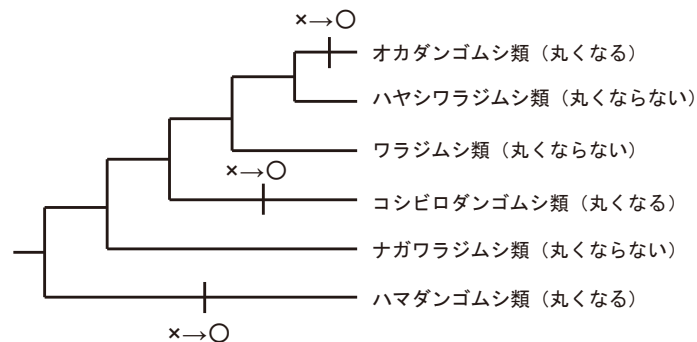 ×→○
オカダンゴムシ類（丸くなる）
ハヤシワラジムシ類（丸くならない）
ワラジムシ類（丸くならない）
×→○
コシビロダンゴムシ類（丸くなる）
ナガワラジムシ類（丸くならない）
ハマダンゴムシ類（丸くなる）
×→○